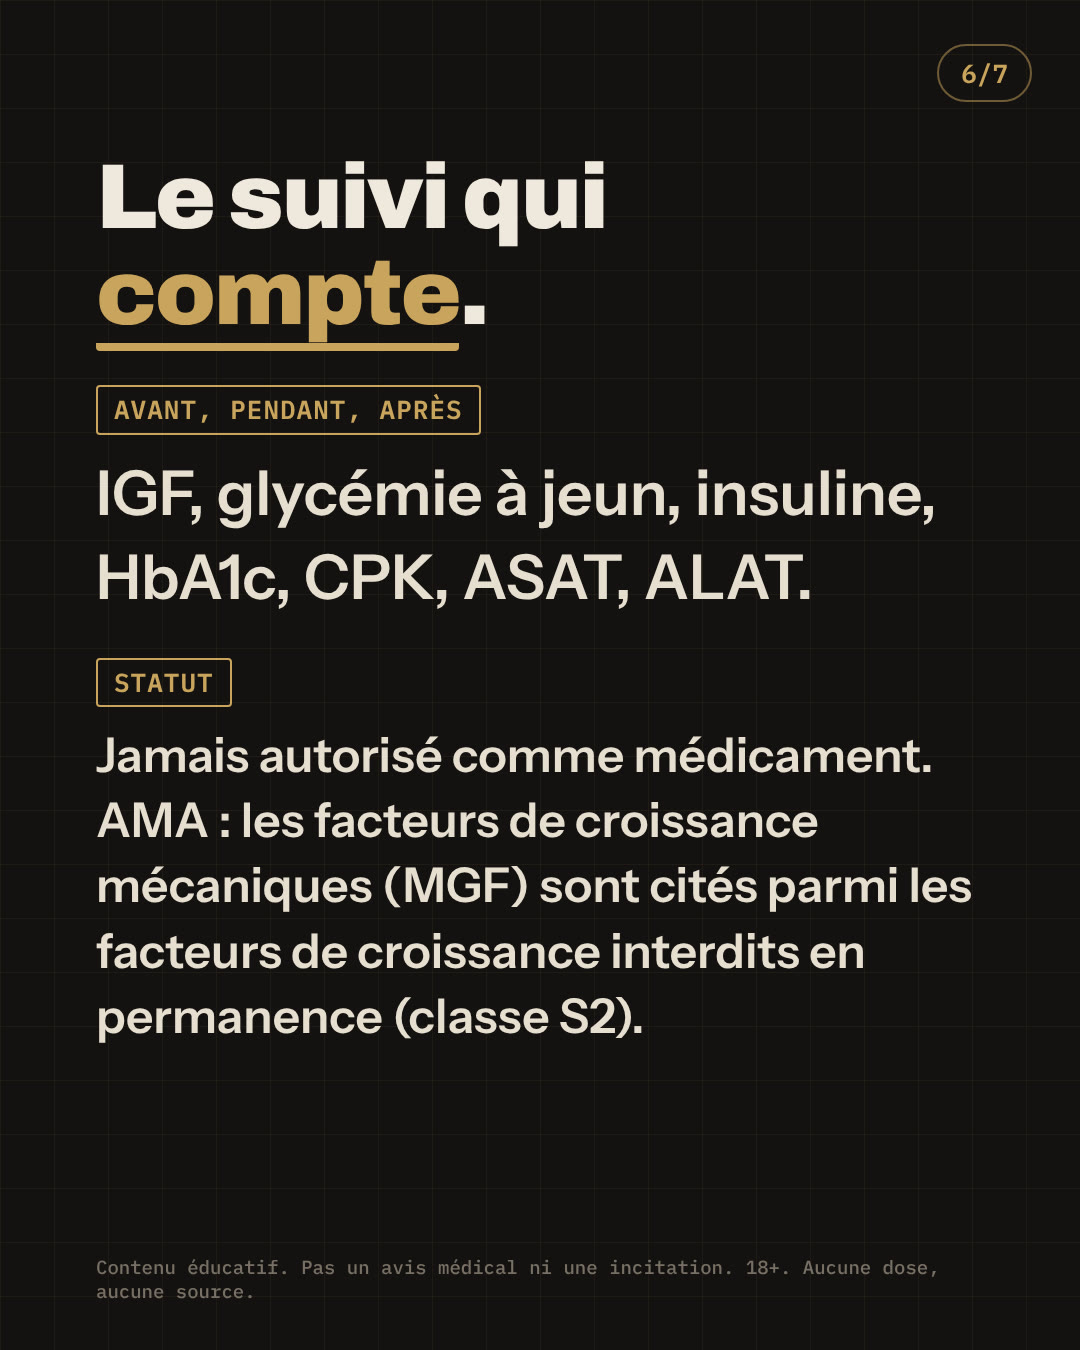 6/7
Le suivi qui
compte.
AVANT, PENDANT, APRÈS
IGF, glycémie à jeun, insuline,
HbA1c, CPK, ASAT, ALAT.
STATUT
Jamais autorisé comme médicament.
AMA : les facteurs de croissance
mécaniques (MGF) sont cités parmi les
facteurs de croissance interdits en
permanence (classe S2).
Contenu éducatif. Pas un avis médical ni une incitation. 18+. Aucune dose,
aucune source.